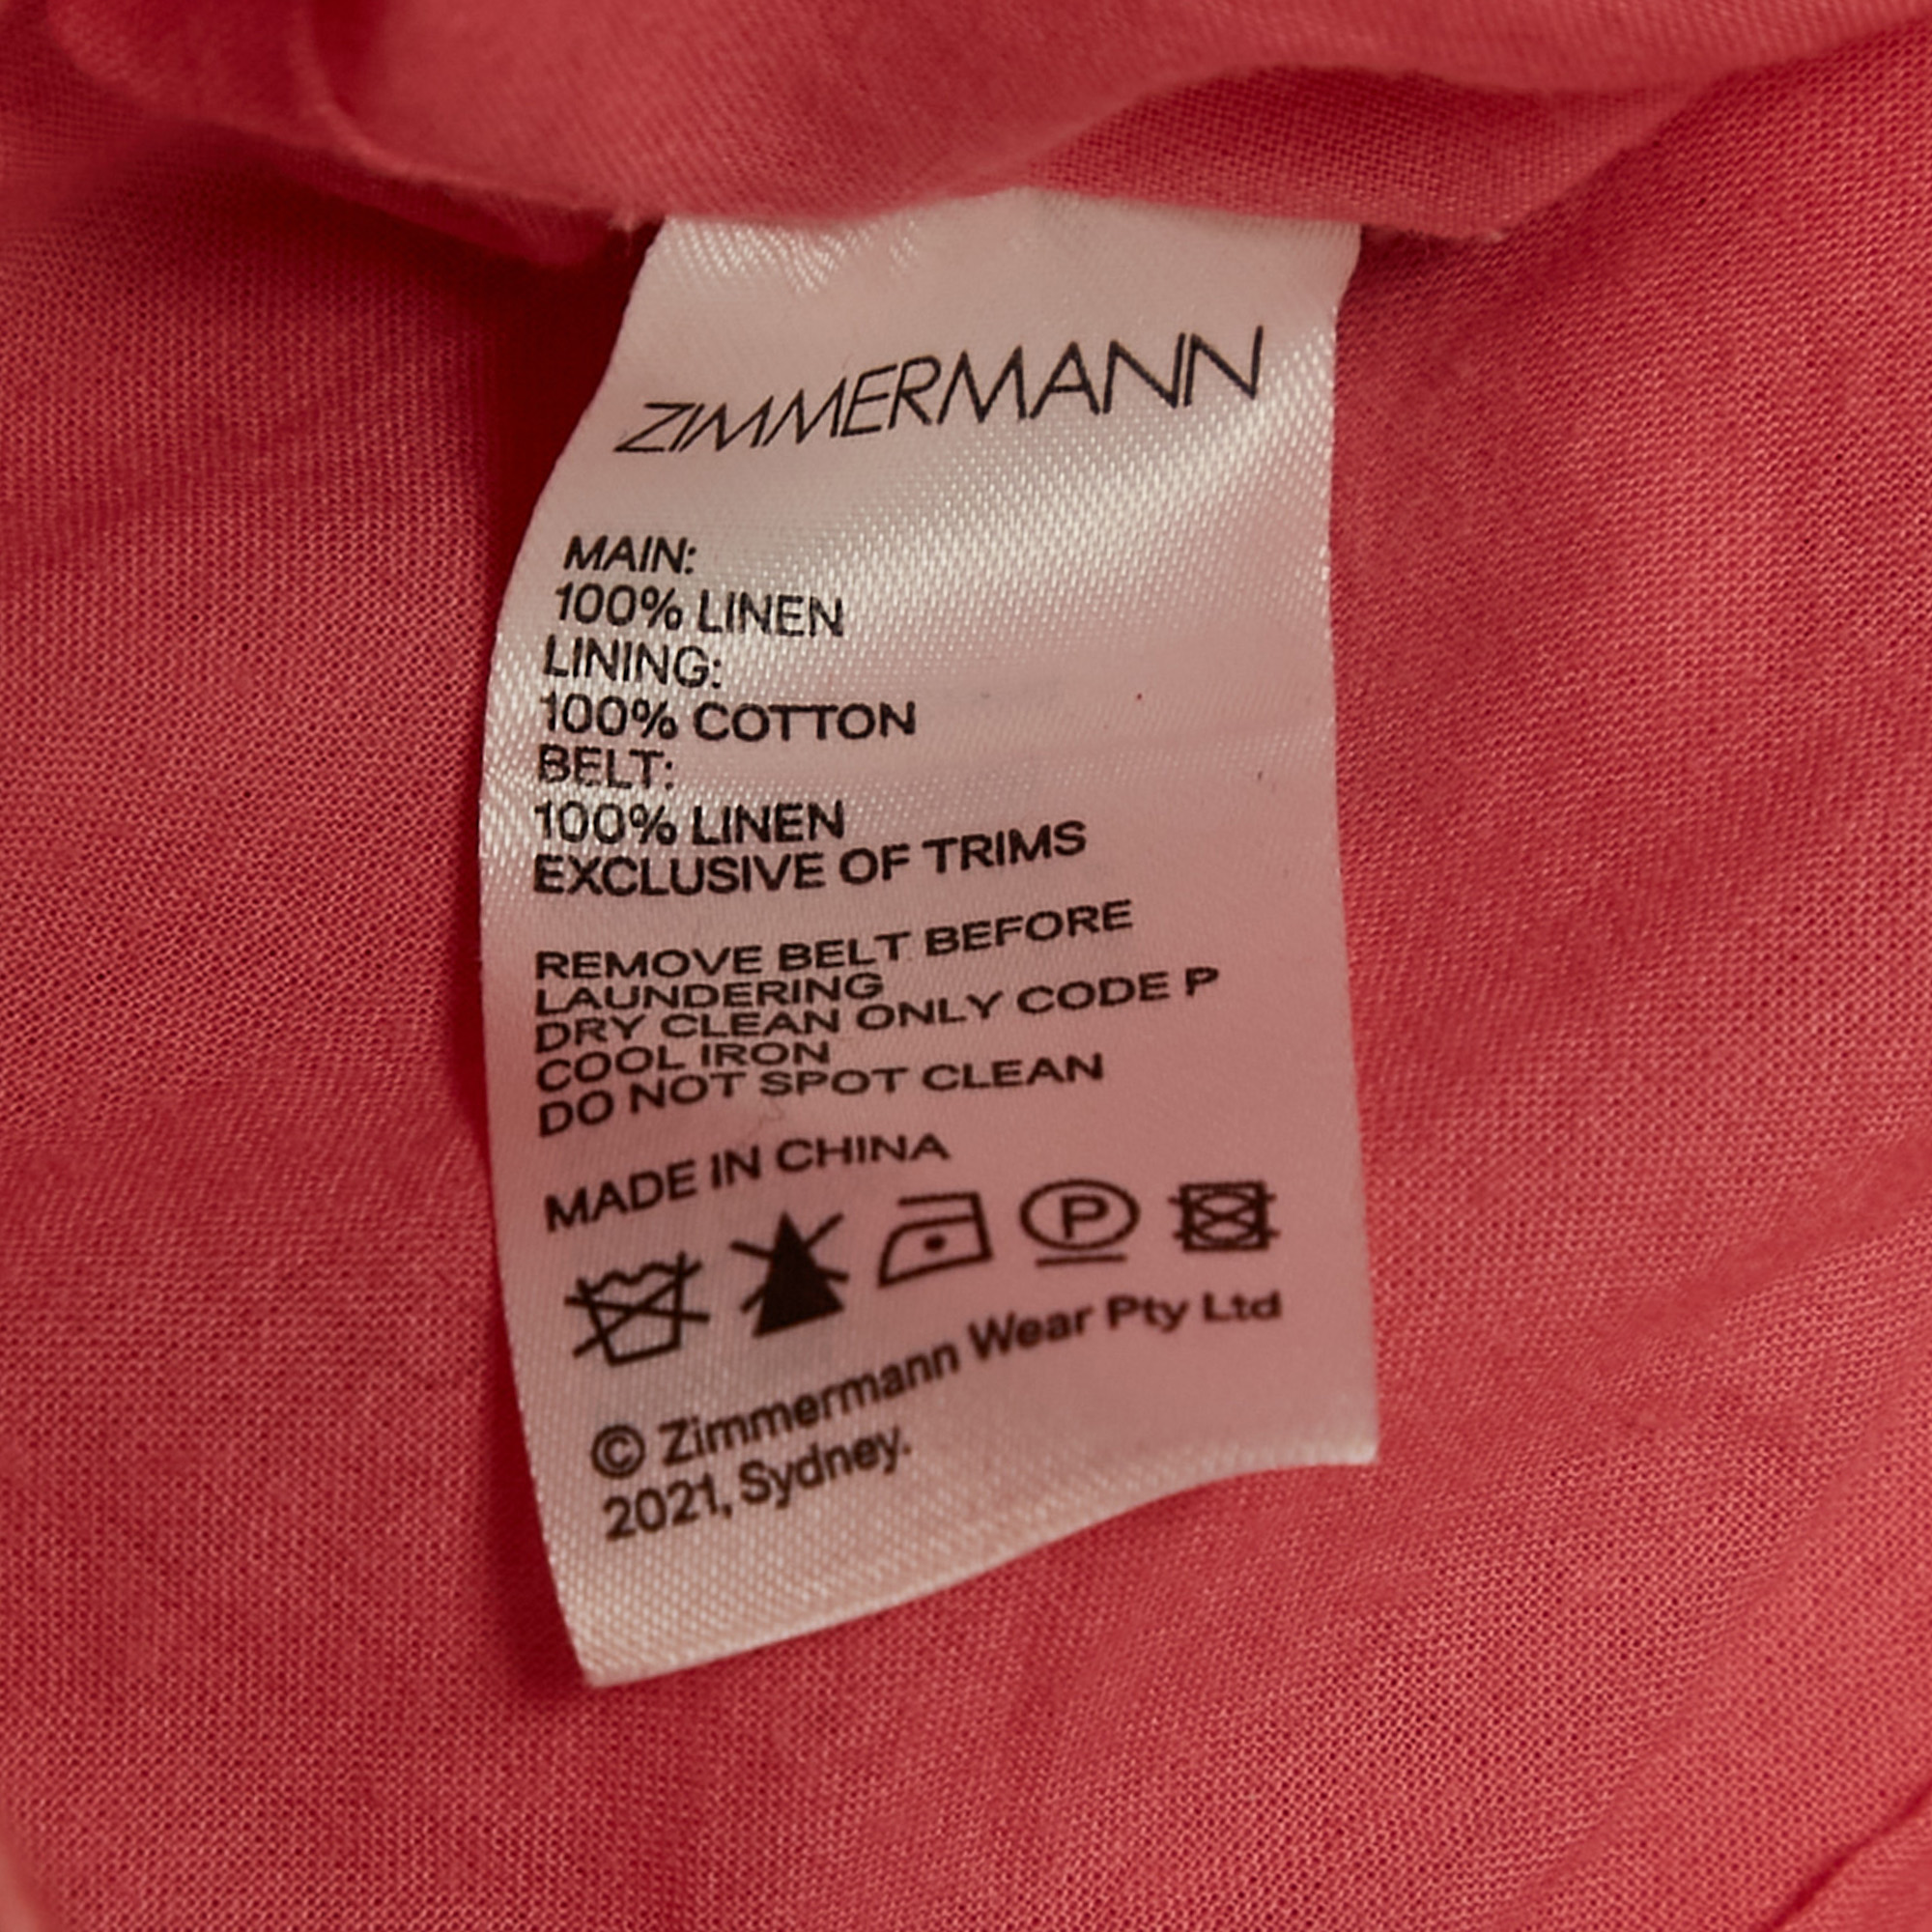 ZIMMERMANN
MAIN:
100% LINEN
LINING:
100% COTTON
BELT:
100% LINEN
EXCLUSIVE OF TRIMS
REMOVE BELT BEFORE
LAUNDERING
DRY CLEAN ONLY CODE P
COOL IRON
DO NOT SPOT CLEAN
MADE IN CHINA
P
© Zimmermann Wear Pty Ltd
2021, Sydney.